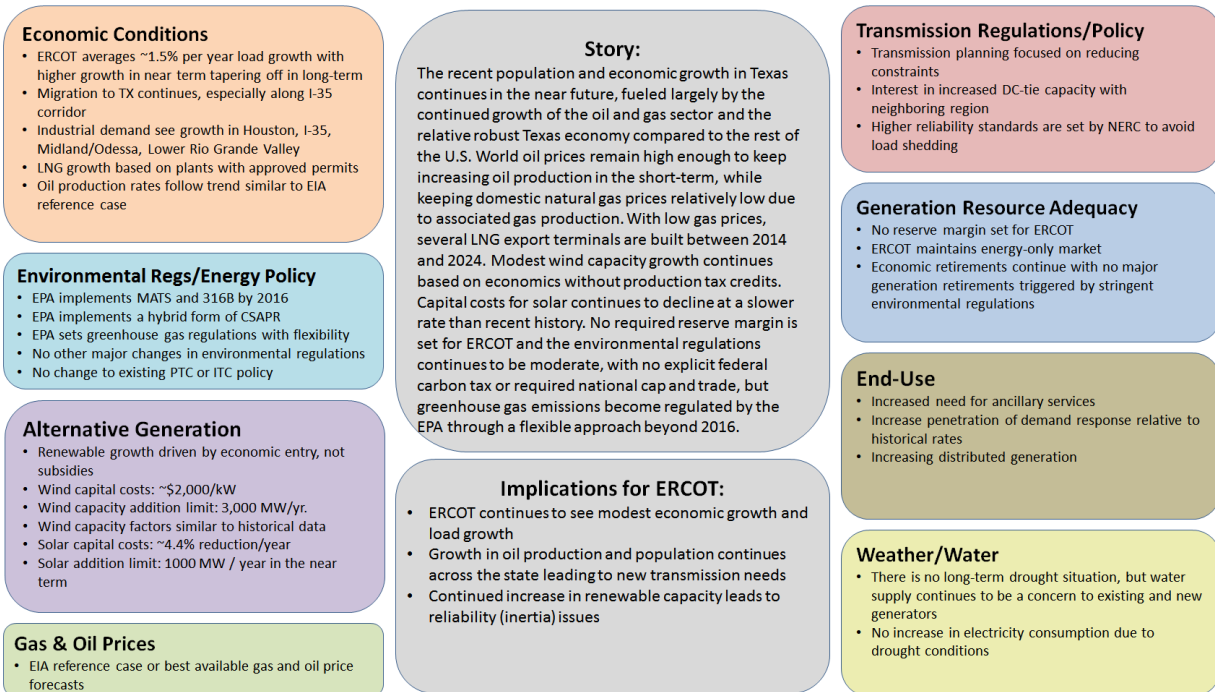 Economic Conditions
• ERCOT averages ~1.5% per year load growth with
higher growth in near term tapering off in long-term
• Migration to TX continues, especially along I-35
corridor
• Industrial demand see growth in Houston, I-35,
Midland/Odessa, Lower Rio Grande Valley
• LNG growth based on plants with approved permits
• Oil production rates follow trend similar to EIA
reference case
Environmental Regs/Energy Policy
• EPA implements MATS and 316B by 2016
• EPA implements a hybrid form of CSAPR
• EPA sets greenhouse gas regulations with flexibility
• No other major changes in environmental regulations
• No change to existing PTC or ITC policy
Alternative Generation
• Renewable growth driven by economic entry, not
subsidies
• Wind capital costs: ~$2,000/kW
• Wind capacity addition limit: 3,000 MW/yr.
• Wind capacity factors similar to historical data
• Solar capital costs: ~4.4% reduction/year
• Solar addition limit: 1000 MW / year in the near
term
Gas & Oil Prices
• EIA reference case or best available gas and oil price
forecasts
Story:
The recent population and economic growth in Texas
continues in the near future, fueled largely by the
continued growth of the oil and gas sector and the
relative robust Texas economy compared to the rest of
the U.S. World oil prices remain high enough to keep
increasing oil production in the short-term, while
keeping domestic natural gas prices relatively low due
to associated gas production. With low gas prices,
several LNG export terminals are built between 2014
and 2024. Modest wind capacity growth continues
based on economics without production tax credits.
Capital costs for solar continues to decline at a slower
rate than recent history. No required reserve margin is
set for ERCOT and the environmental regulations
continues to be moderate, with no explicit federal
carbon tax or required national cap and trade, but
greenhouse gas emissions become regulated by the
EPA through a flexible approach beyond 2016.
Implications for ERCOT:
• ERCOT continues to see modest economic growth and
load growth
• Growth in oil production and population continues
across the state leading to new transmission needs
• Continued increase in renewable capacity leads to
reliability (inertia) issues
Transmission Regulations/Policy
• Transmission planning focused on reducing
constraints
• Interest in increased DC-tie capacity with
neighboring region
• Higher reliability standards are set by NERC to avoid
load shedding
Generation Resource Adequacy
• No reserve margin set for ERCOT
• ERCOT maintains energy-only market
• Economic retirements continue with no major
generation retirements triggered by stringent
environmental regulations
End-Use
• Increased need for ancillary services
• Increase penetration of demand response relative to
historical rates
• Increasing distributed generation
Weather/Water
• There is no long-term drought situation, but water
supply continues to be a concern to existing and new
generators
• No increase in electricity consumption due to
drought conditions